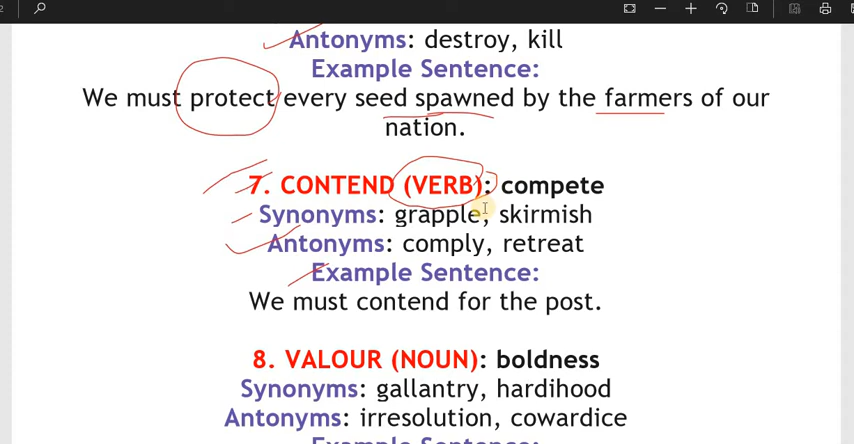 Antonyms: destroy, kill
Example Sentence:
We must protect every seed spawned by the farmers of our
nation.
7. CONTEND (VERB): compete
Synonyms: grapple, skirmish
Antonyms: comply, retreat
Example Sentence:
We must contend for the post.
8. VALOUR (NOUN): boldness
Synonyms: gallantry, hardihood
Antonyms: irresolution, cowardice
Example Sentence: